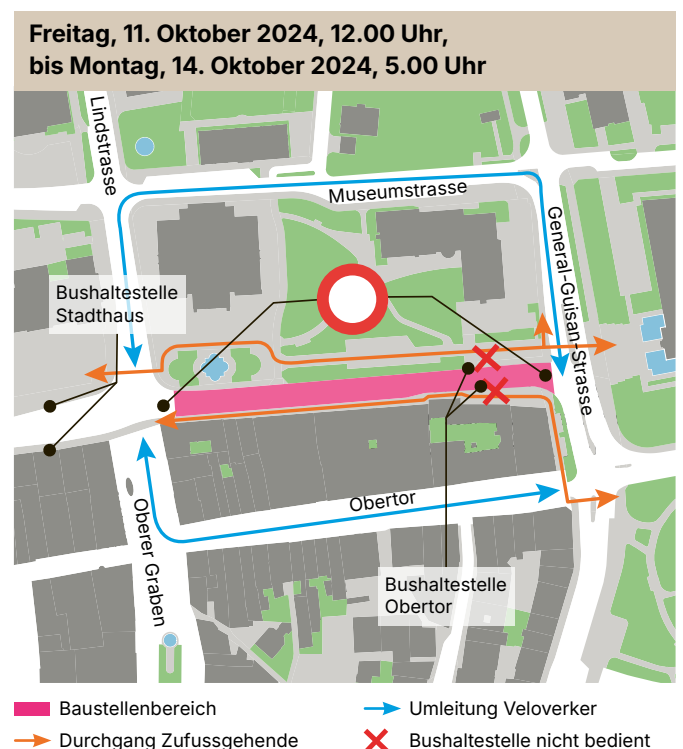 Freitag, 11. Oktober 2024, 12.00 Uhr,
bis Montag, 14. Oktober 2024, 5.00 Uhr
Lindstrasse
Museumstrasse
General-Guisan-Strasse
Bushaltestelle
Stadthaus
Obertor
Oberer Graben
Bushaltestelle
Obertor
Baustellenbereich
Umleitung Veloverker
Durchgang Zufussgehende
Bushaltestelle nicht bedient